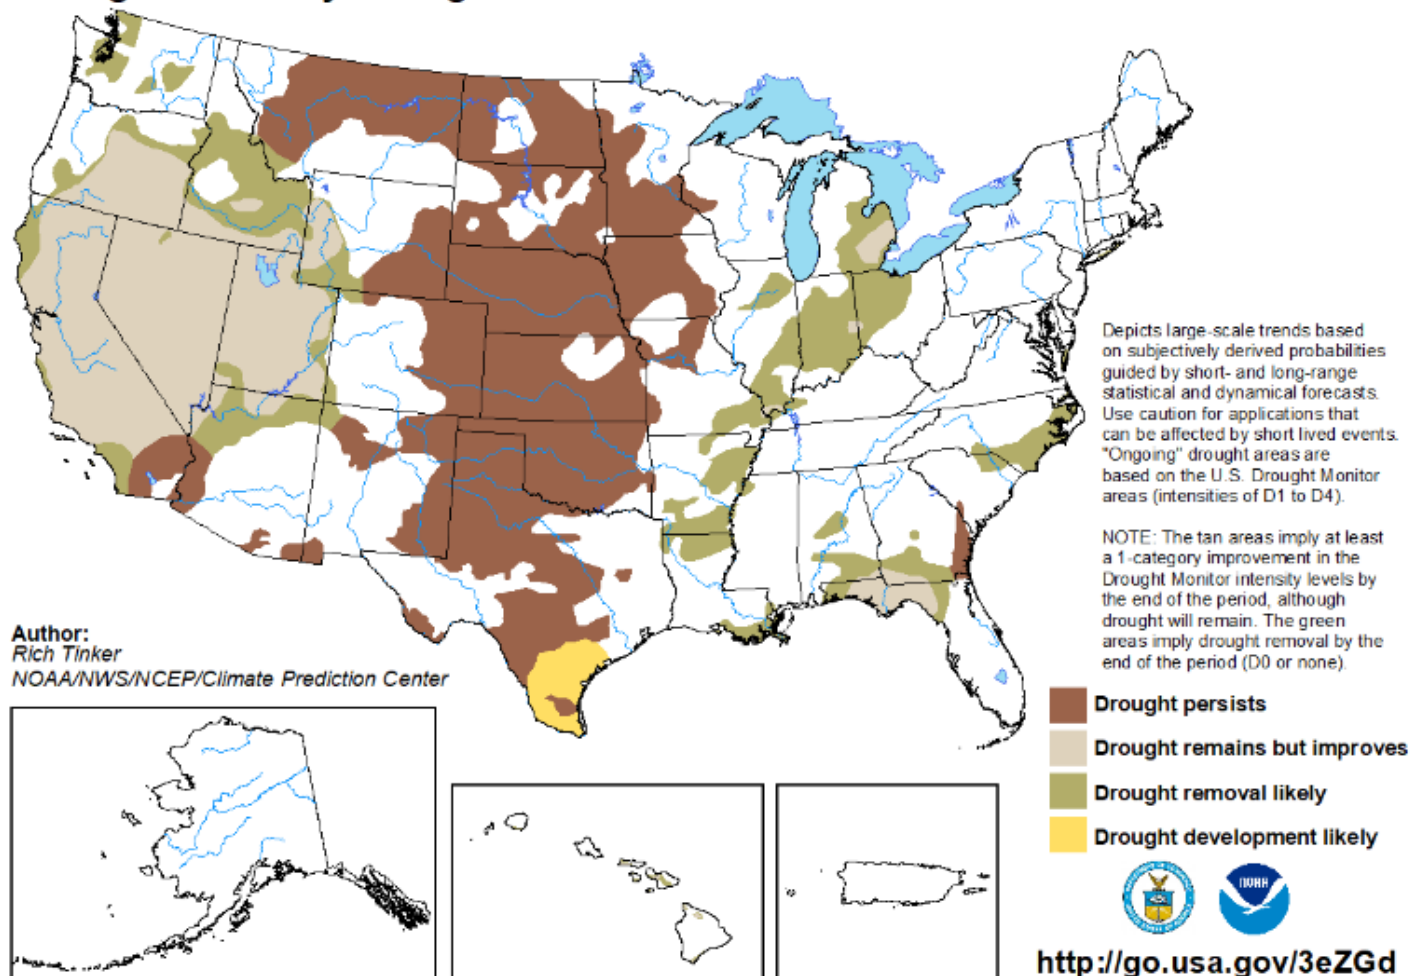 Depicts large-scale trends based
on subjectively derived probabilities
guided by short- and long-range
statistical and dynamical forecasts.
Use caution for applications that
can be affected by short lived events.
"Ongoing" drought areas are
based on the U.S. Drought Monitor
areas (intensities of D1 to D4).
NOTE: The tan areas imply at least
a 1-category improvement in the
Drought Monitor intensity levels by
the end of the period, although
drought will remain. The green
areas imply drought removal by the
end of the period (D0 or none).
Author:
Rich Tinker
NOAA/NWS/NCEP/Climate Prediction Center
Drought persists
Drought remains but improves
Drought removal likely
Drought development likely
NOAA
http://go.usa.gov/3eZGd